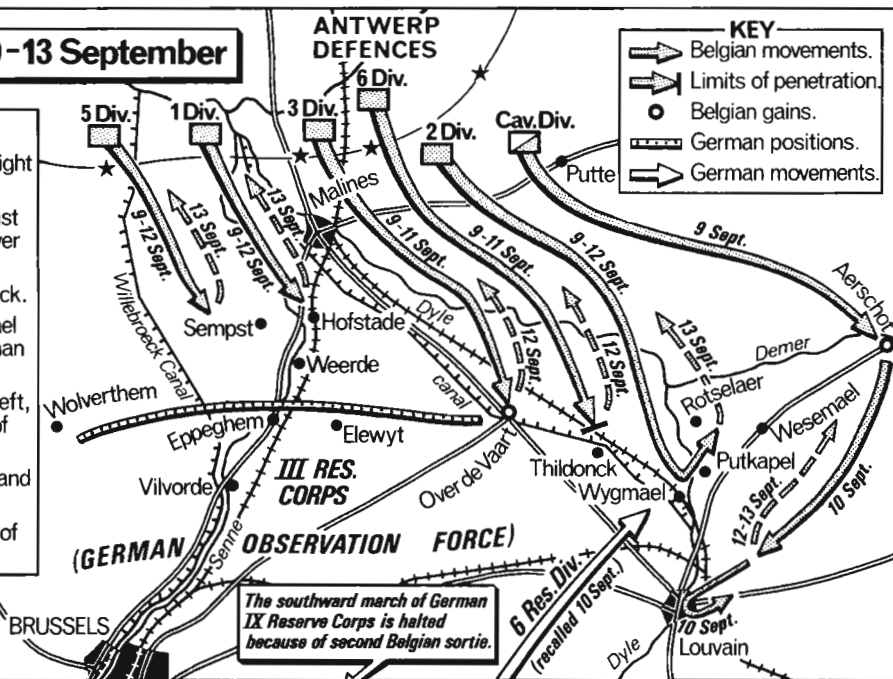 -13 September
ANTWERP
DEFENCES
KEY
Belgian movements.
Limits of penetration.
Belgian gains.
German positions.
German movements.
5 Div.
1 Div.
3 Div.
6 Div.
2 Div.
Cav. Div.
ight
st
er
ck.
el
an
eft,
of
and
of
Malines
Putte
9-12 Sept.
13 Sept.
9-12 Sept.
13 Sept.
9-11 Sept.
9-11 Sept.
9-12 Sept.
9 Sept.
Aerschot
Willebroeck Canal
Sempst
Hofstade
Dyle
canal
12 Sept.
12 Sept.
13 Sept.
Demer
Weerde
Rotselaer
Wolverthem
Eppeghem
Elewyt
Wesemael
Over de Vaart
Thildonck
Putkapel
Wygmael
Vilvorde
III RES.
CORPS
Senne
12-13 Sept.
10 Sept.
(GERMAN OBSERVATION FORCE)
The southward march of German
IX Reserve Corps is halted
because of second Belgian sortie.
6 Res. Div.
(recalled 10 Sept.)
10 Sept.
BRUSSELS
Dyle
Louvain